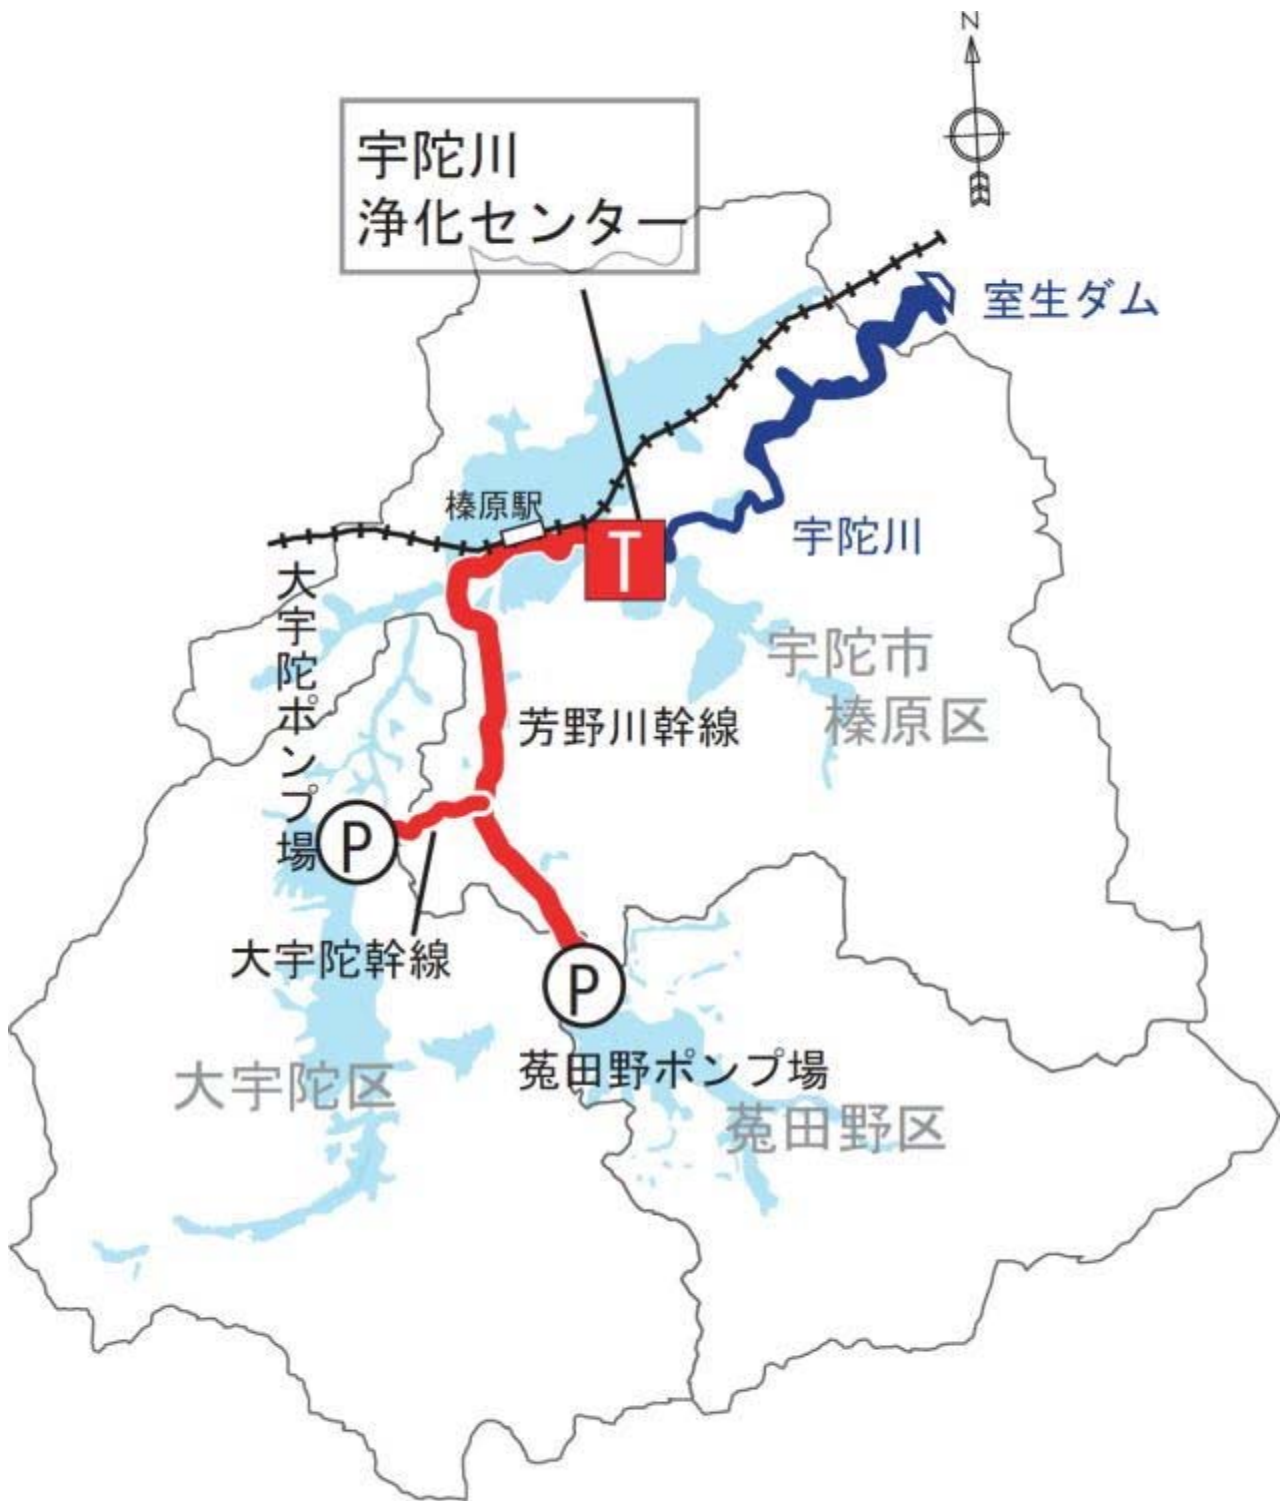 N
宇陀川
浄化センター
室生ダム
榛原駅
宇陀川
T
大宇陀ポンプ場
宇陀市
榛原区
芳野川幹線
P
大宇陀幹線
P
菟田野ポンプ場
大宇陀区
菟田野区